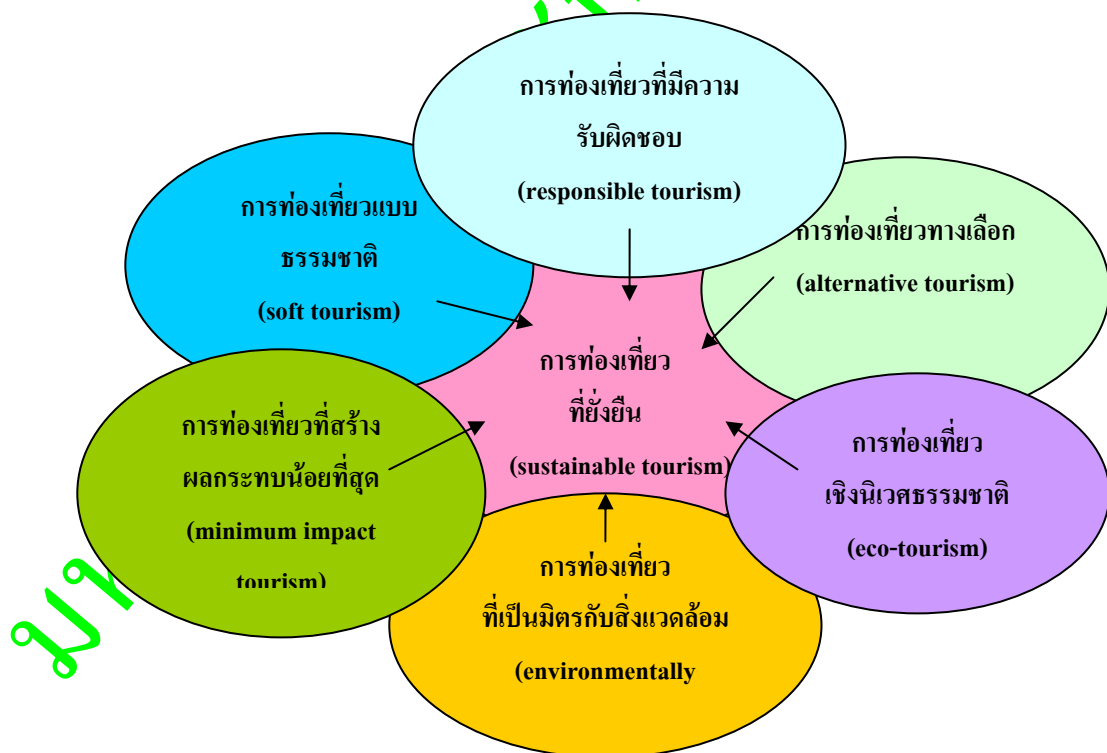 การท่องเที่ยวที่มีความ
รับผิดชอบ
(responsible tourism)
การท่องเที่ยวแบบ
ธรรมชาติ
(soft tourism)
การท่องเที่ยวทางเลือก
(alternative tourism)
การท่องเที่ยว
ที่ยั่งยืน
(sustainable tourism)
การท่องเที่ยวที่สร้าง
ผลกระทบน้อยที่สุด
(minimum impact
tourism)
การท่องเที่ยว
เชิงนิเวศธรรมชาติ
(eco-tourism)
การท่องเที่ยว
ที่เป็นมิตรกับสิ่งแวดล้อม
(environmentally